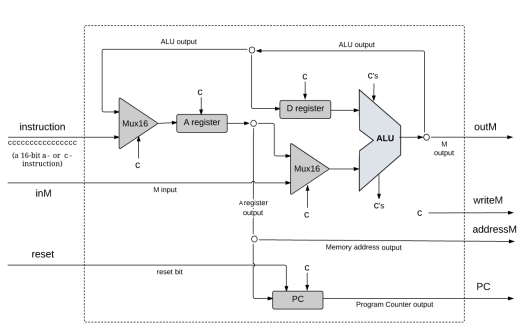 ALU output
ALU output
c
c
c's
D register
Mux16
A register
ALU
instruction
cccccccccccccccc
(a 16-bit a- or c-
instruction)
c
outM
M
output
Mux16
inM
M input
c
c's
A register
output
c
writeM
addressM
Memory address output
reset
reset bit
c
PC
PC
Program Counter output